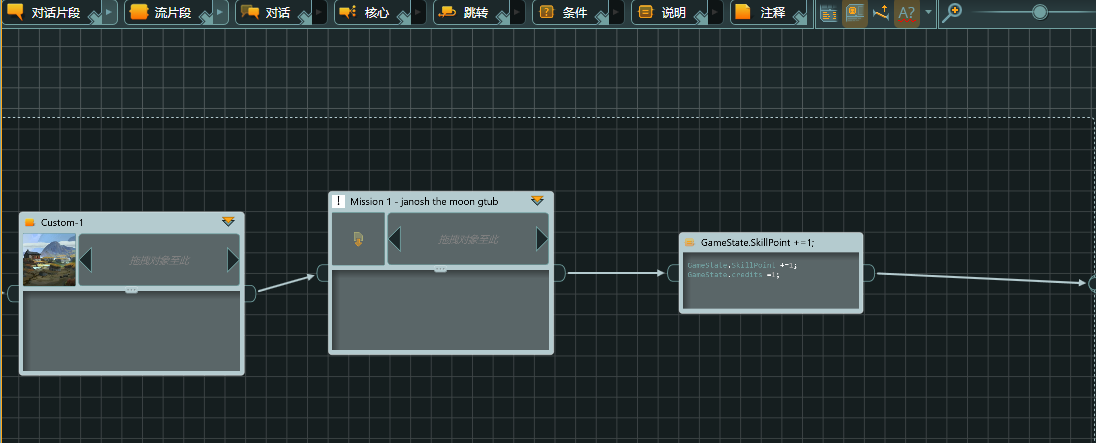 对话片段 流片段 对话 核心 跳转 条件 说明 注释
A?
Custom-1
拖拽对象至此
! Mission 1 - janosh the moon gtub
拖拽对象至此
GameState.SkillPoint +=1;
GameState.SkillPoint +=1;
GameState.credits =1;